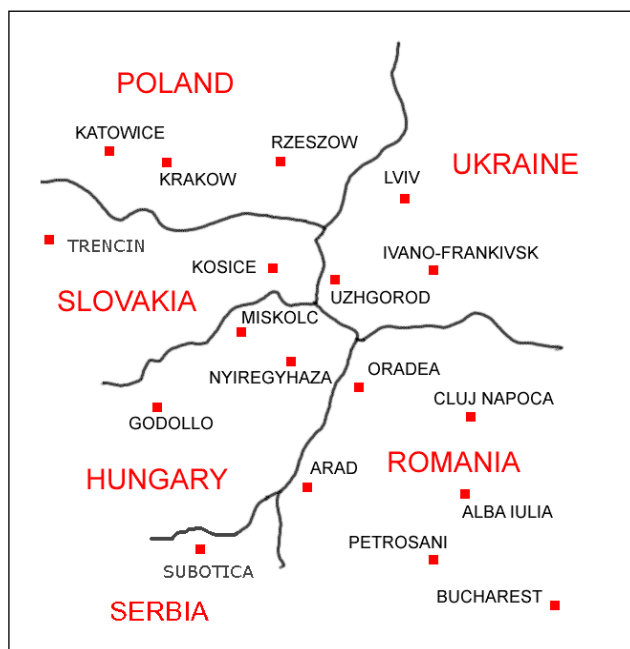 POLAND
KATOWICE
RZESZOW
KRAKOW
UKRAINE
LVIV
TRENCIN
IVANO-FRANKIVSK
KOSICE
UZHGOROD
SLOVAKIA
MISKOLC
NYIREGYHAZA
ORADEA
CLUJ NAPOCA
GODOLLO
HUNGARY
ARAD
ROMANIA
ALBA IULIA
PETROSANI
SUBOTICA
BUCHAREST
SERBIA